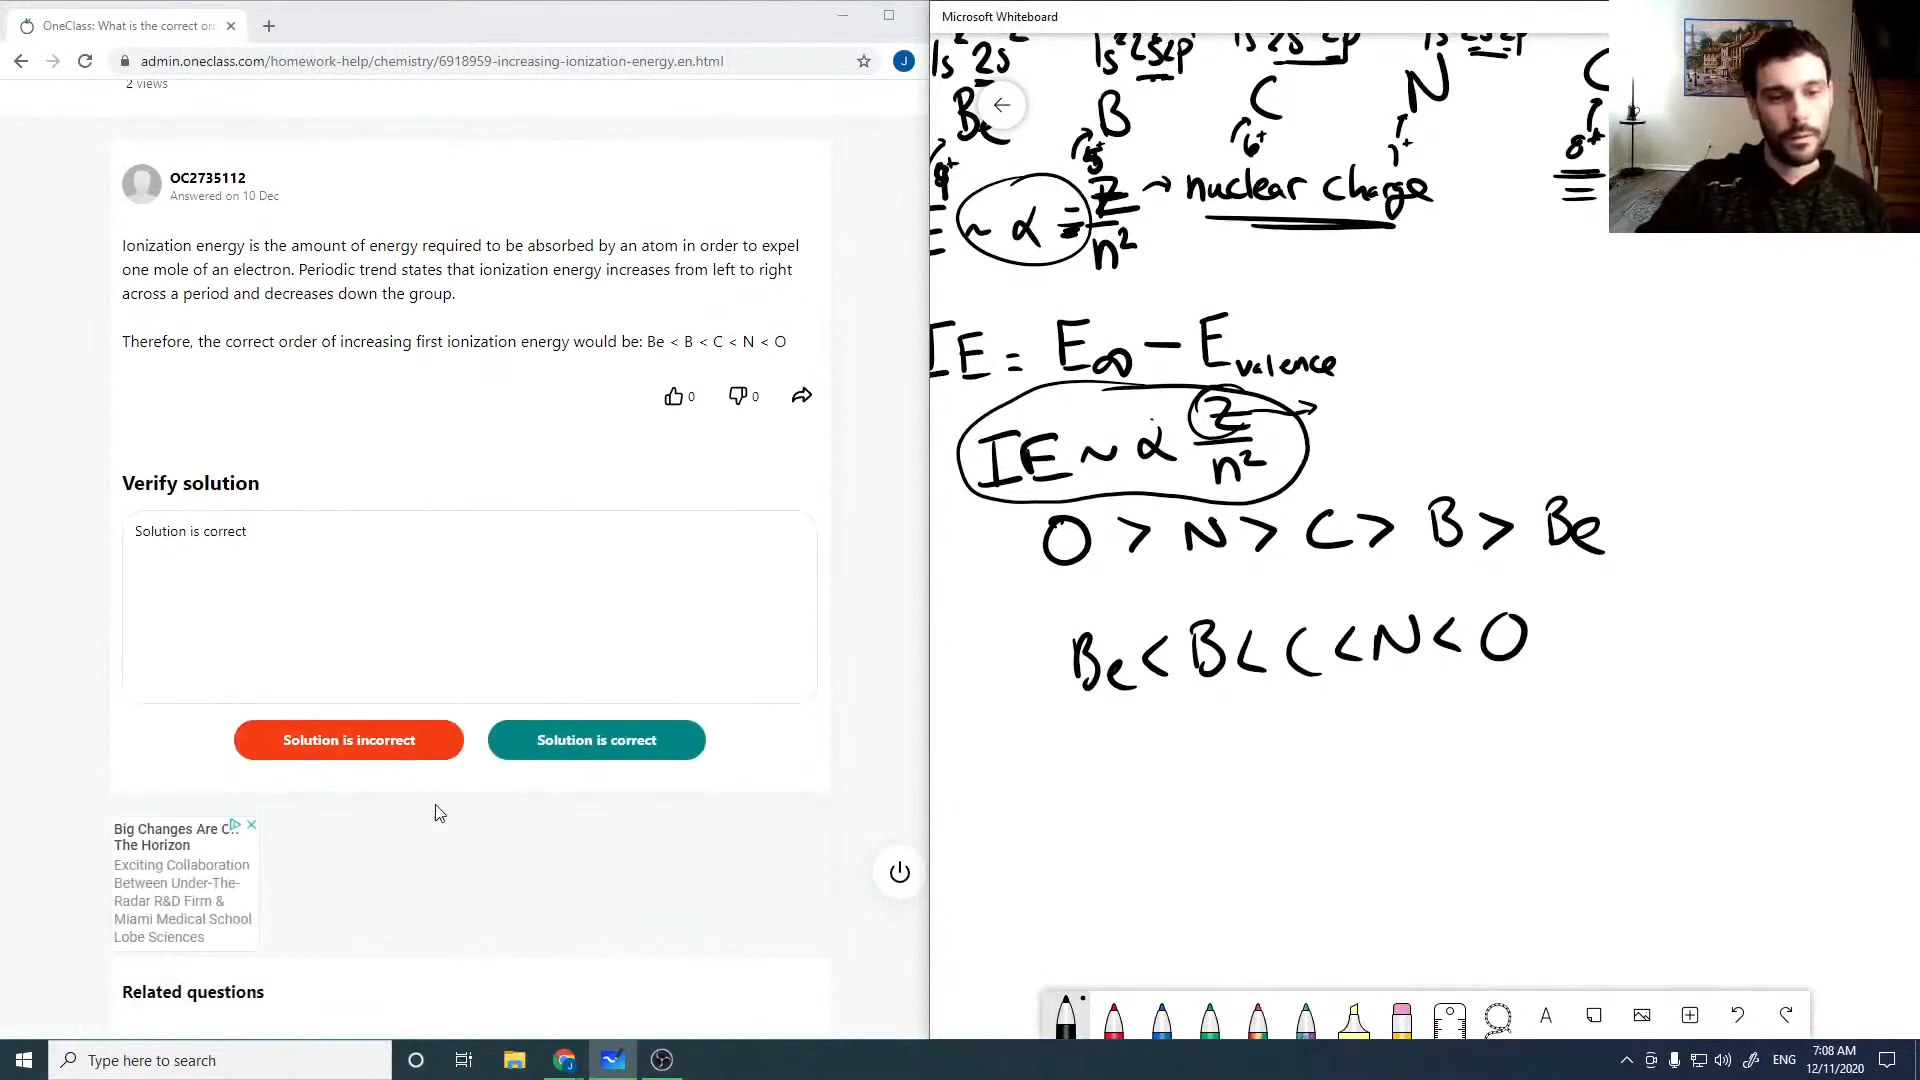 OneClass: What is the correct or
Microsoft Whiteboard
admin.oneclass.com/homework-help/chemistry/6918959-increasing-ionization-energy.en.html
J
2 views
OC2735112
Answered on 10 Dec
Ionization energy is the amount of energy required to be absorbed by an atom in order to expel
one mole of an electron. Periodic trend states that ionization energy increases from left to right
across a period and decreases down the group.
Therefore, the correct order of increasing first ionization energy would be: Be < B < C < N < O
0 0
Verify solution
Solution is correct
Solution is incorrect Solution is correct
Big Changes Are
The Horizon
Exciting Collaboration
Between Under-The-
Radar R&D Firm &
Miami Medical School
Lobe Sciences
Related questions
Be B C N
5+ 6+ 7+ 8+
~ α Z/n² → nuclear charge
IE = E∞ − Evalence
IE ~ α Z/n²
O > N > C > B > Be
Be < B < C < N < O
Type here to search
ENG
7:08 AM
12/11/2020